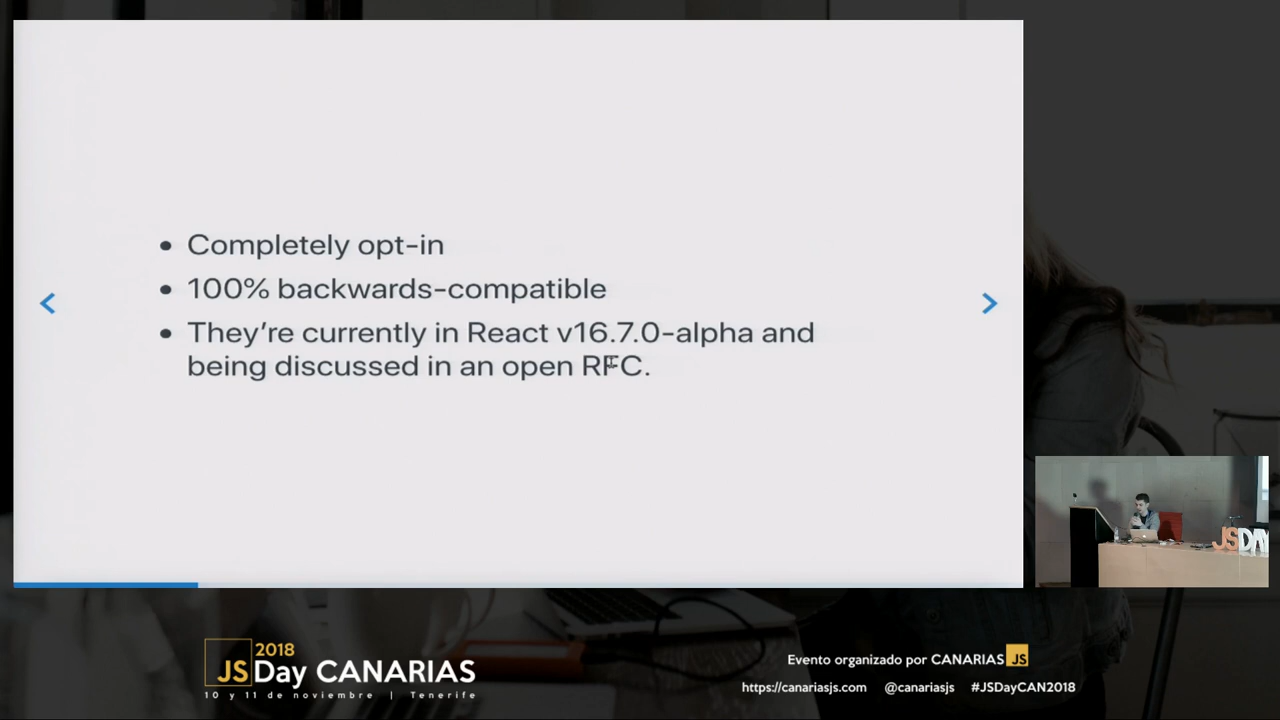 • Completely opt-in
• 100% backwards-compatible
• They're currently in React v16.7.0-alpha and
being discussed in an open RFC.
JSDAY
2018
JSDay CANARIAS
10 y 11 de noviembre | Tenerife
Evento organizado por CANARIAS JS
https://canariasjs.com @canariasjs #JSDayCAN2018